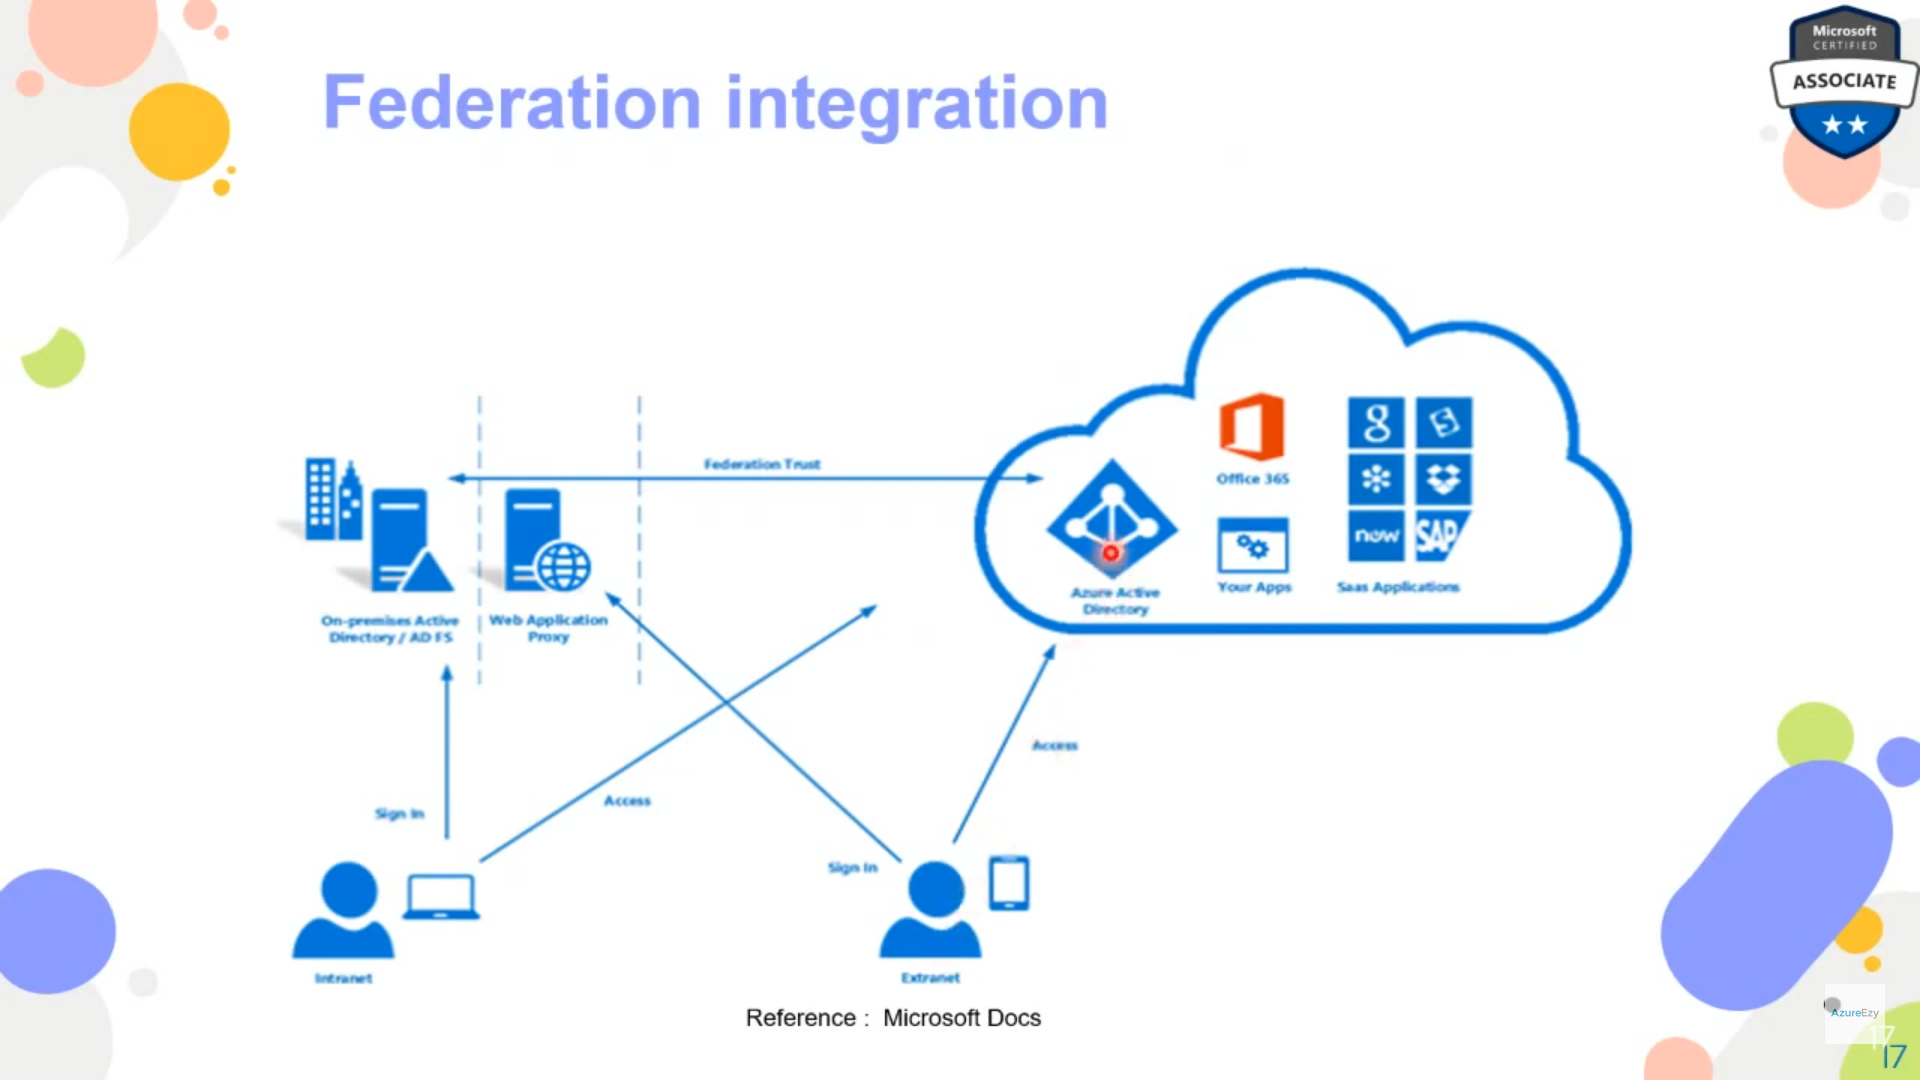 Microsoft
CERTIFIED
ASSOCIATE
Federation integration
Federation Trust
Office 365
g
now
SAP
On-premises Active
Directory / AD FS
Web Application
Proxy
Azure Active
Directory
Your Apps
Saas Applications
Access
Access
Sign In
Sign In
Intranet
Extranet
Reference : Microsoft Docs
AzureEzy
17
17